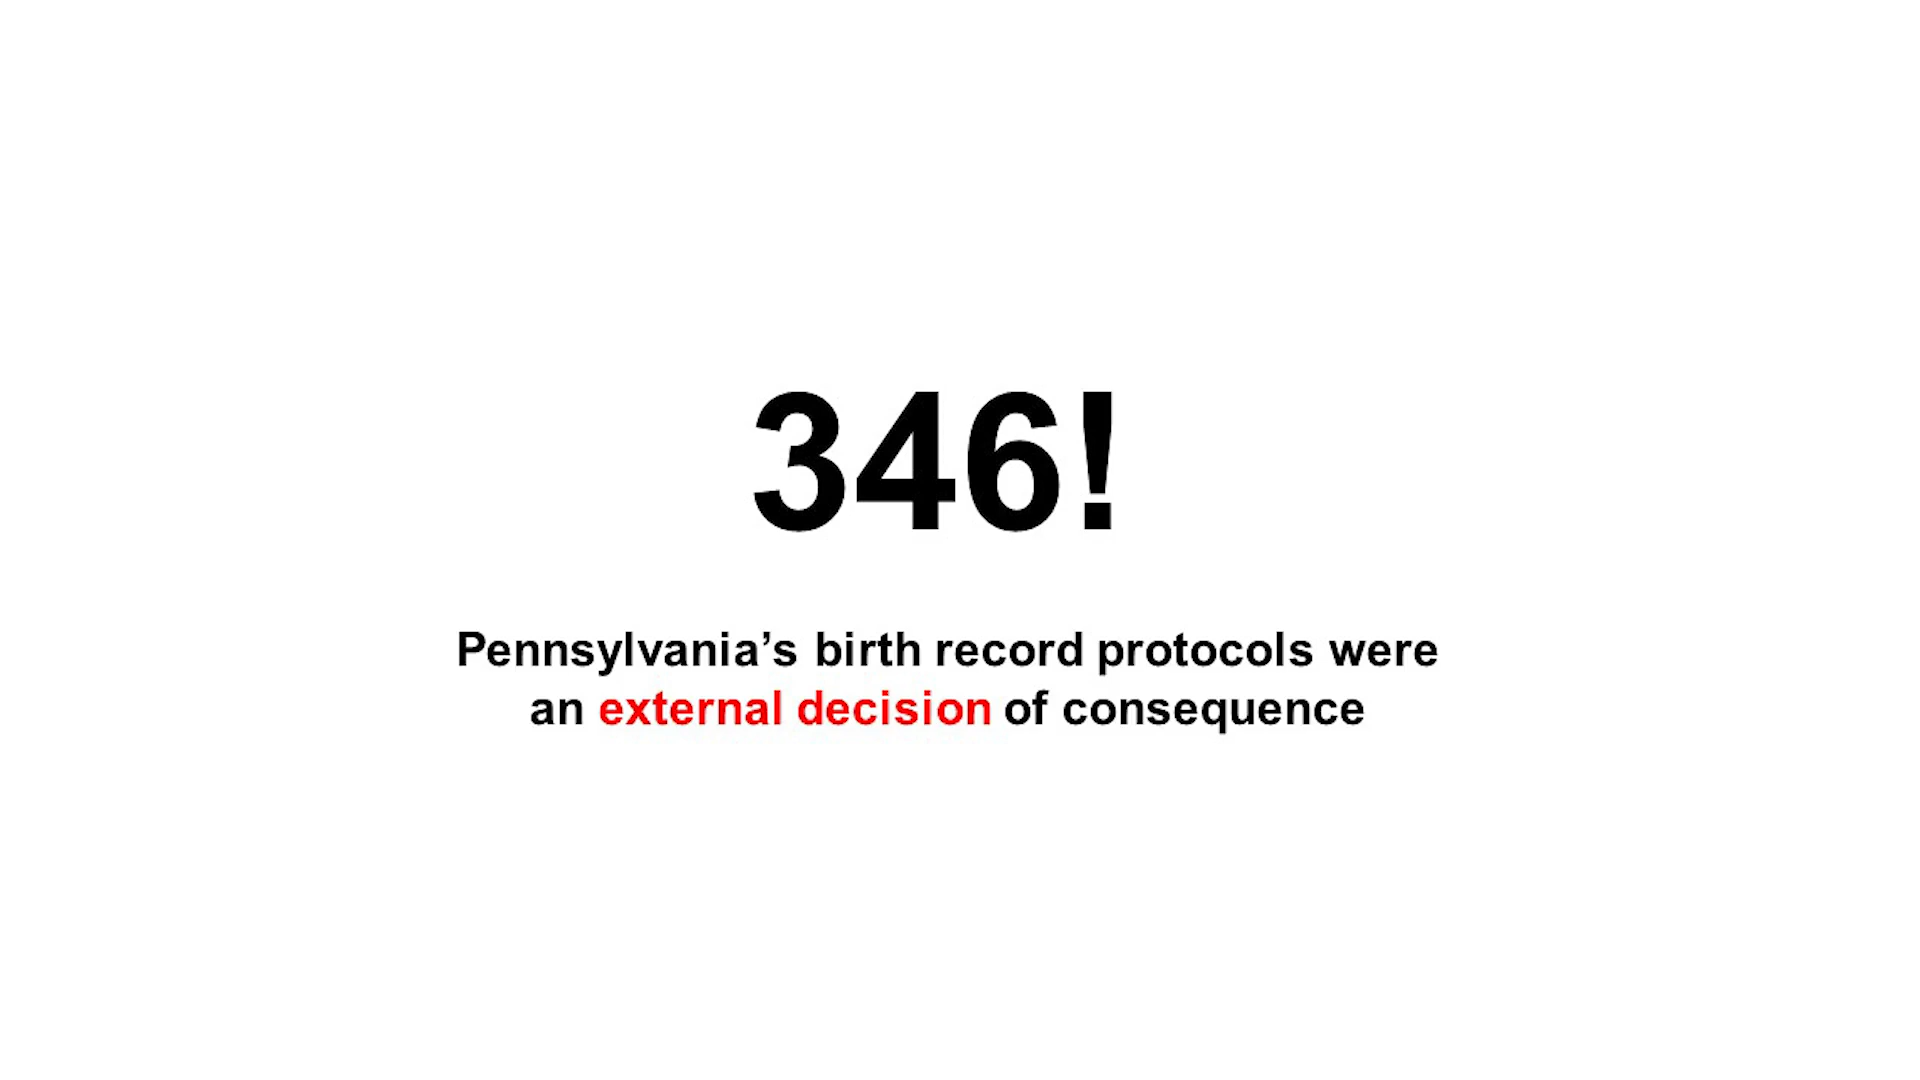 346!
Pennsylvania’s birth record protocols were
an external decision of consequence